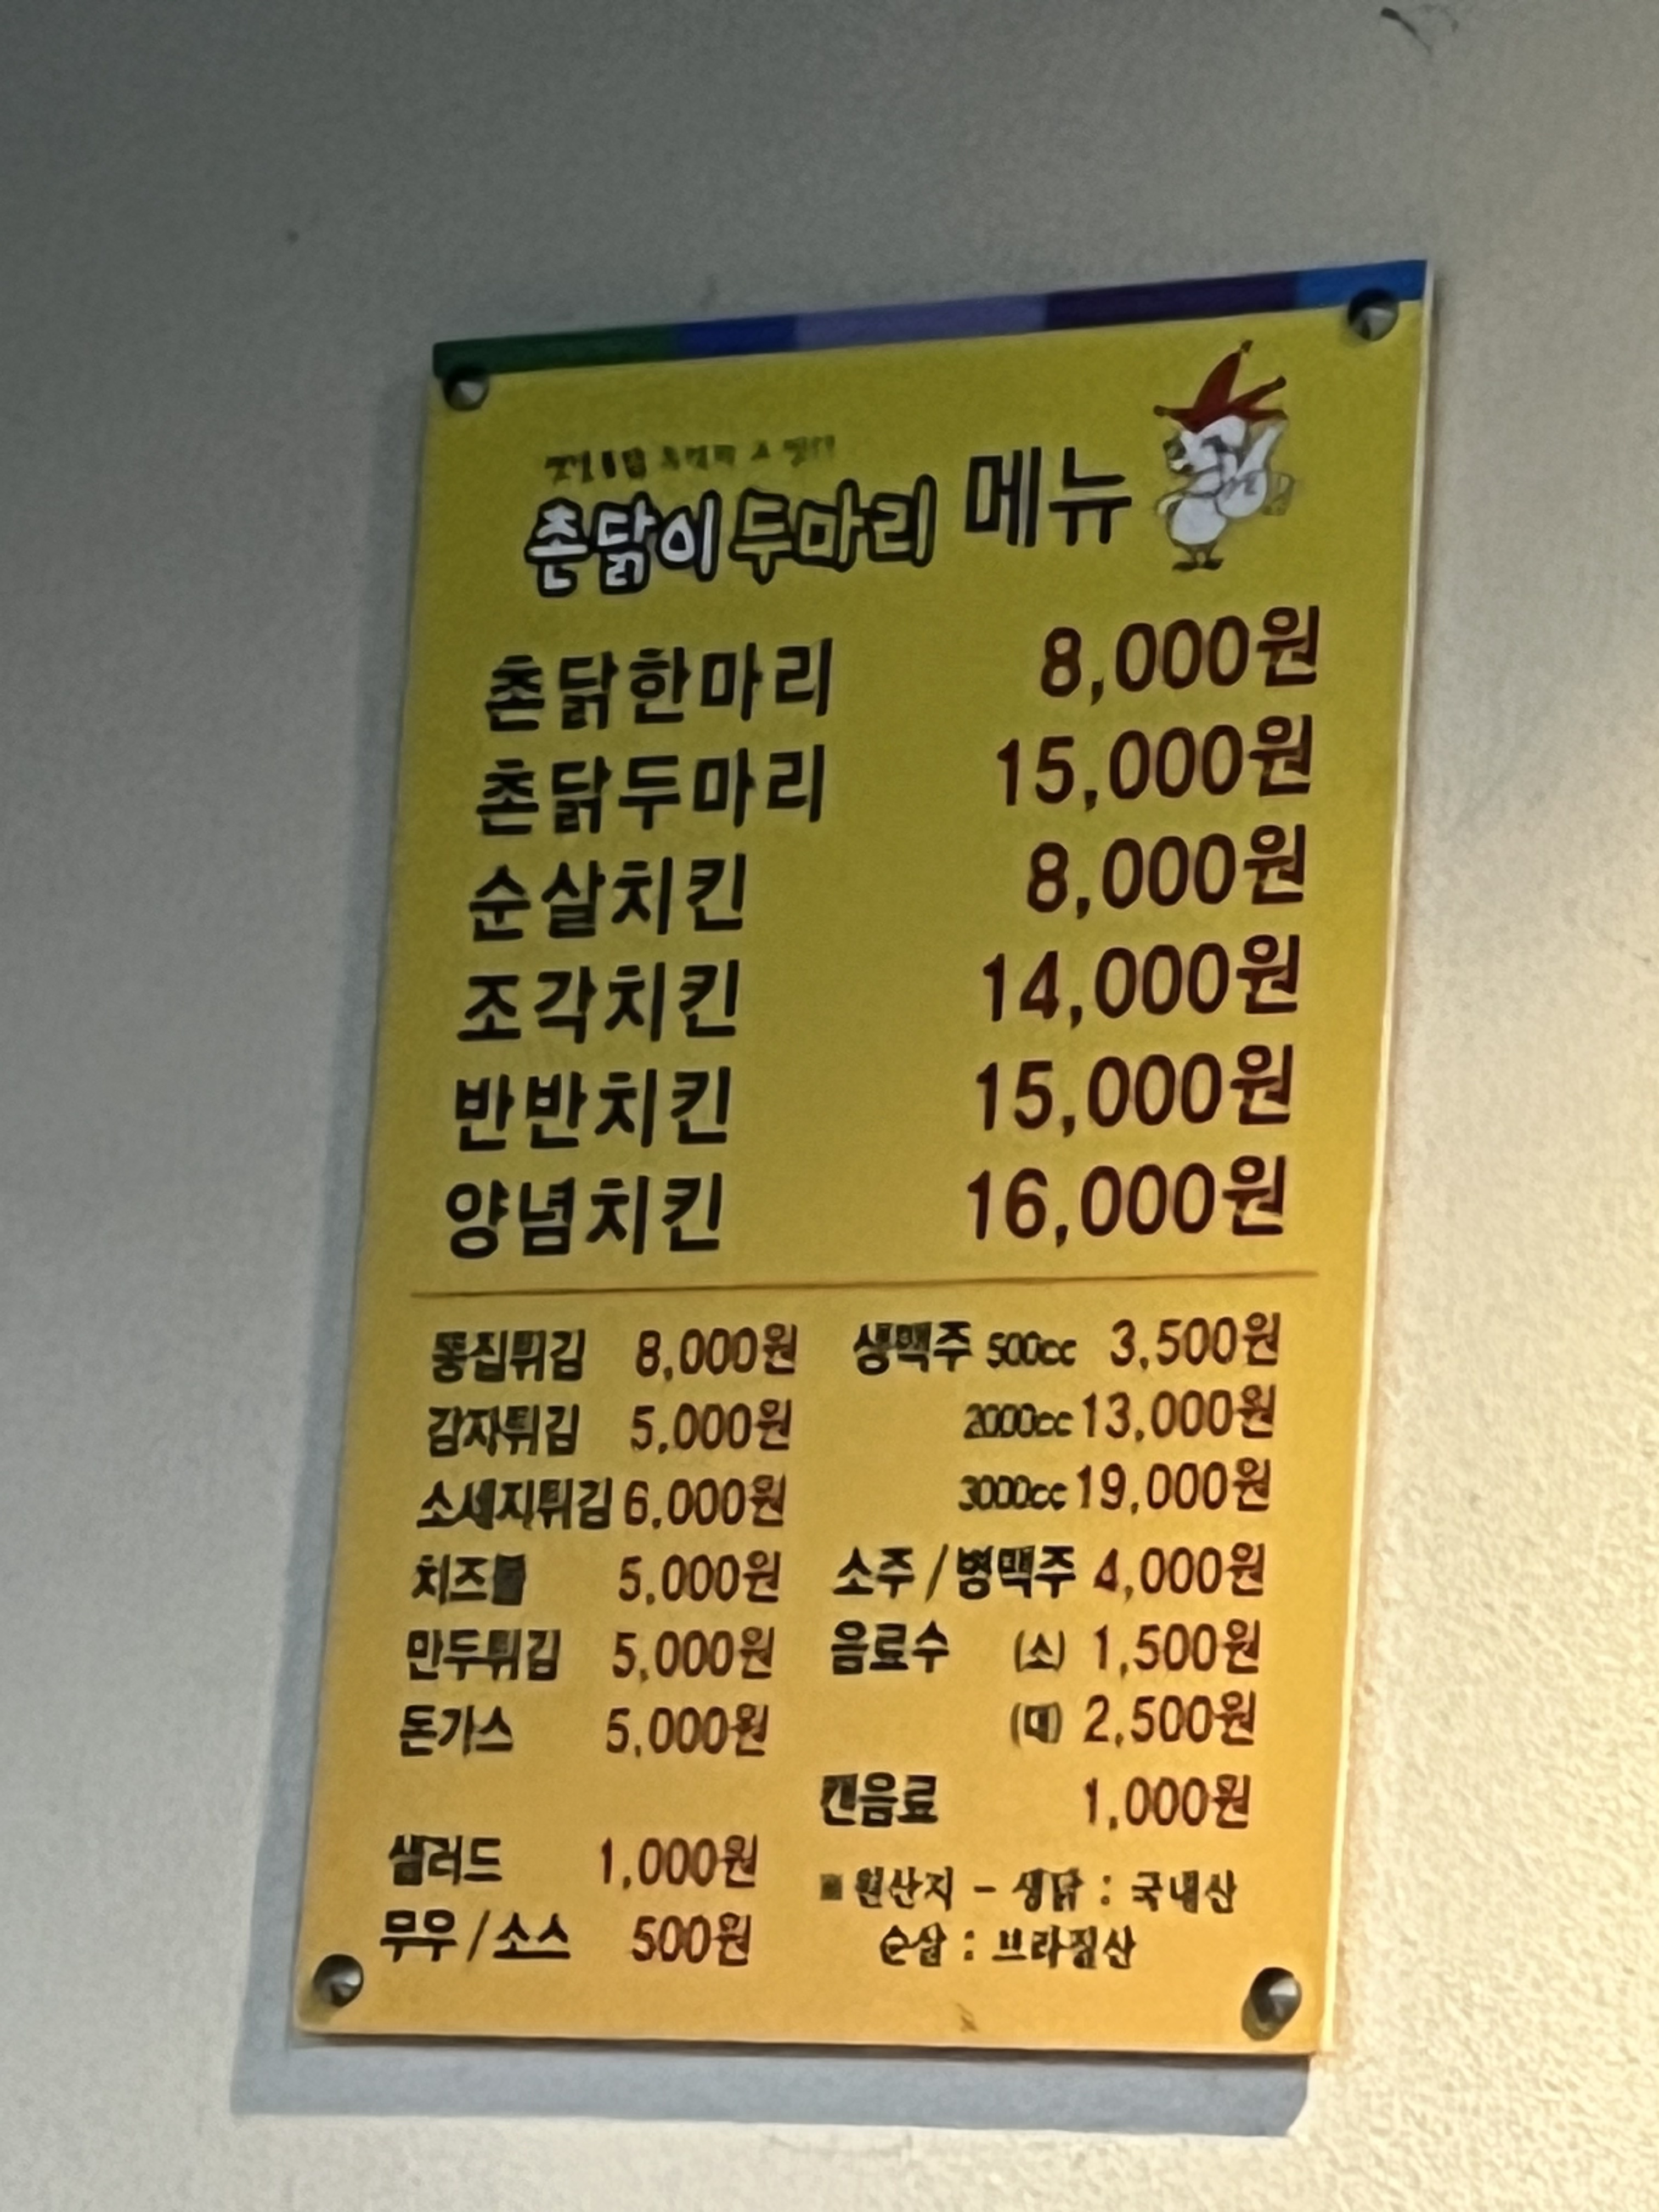 촌닭이두마리 메뉴
촌닭한마리 8,000원
촌닭두마리 15,000원
순살치킨 8,000원
조각치킨 14,000원
반반치킨 15,000원
양념치킨 16,000원
똥집튀김 8,000원
감자튀김 5,000원
소세지튀김 6,000원
치즈볼 5,000원
만두튀김 5,000원
돈가스 5,000원
샐러드 1,000원
무우/소스 500원
생맥주 500cc 3,500원
2000cc 13,000원
3000cc 19,000원
소주/병맥주 4,000원
음료수 (소) 1,500원
(대) 2,500원
캔음료 1,000원
■원산지 - 생닭 : 국내산
순살 : 브라질산